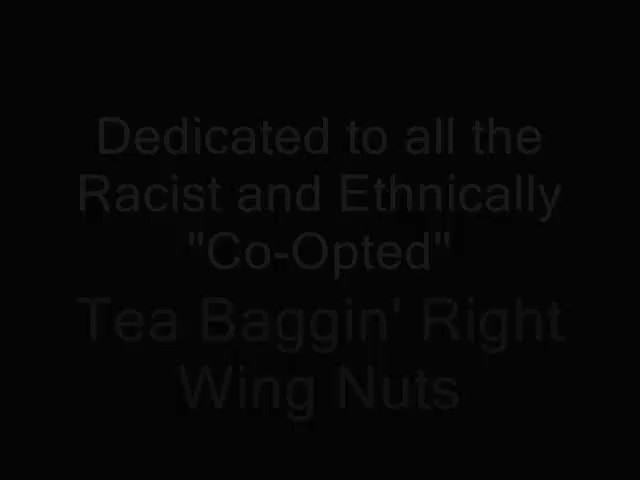 Dedicated to all the
Racist and Ethnically
"Co-Opted"
Tea Baggin' Right
Wing Nuts